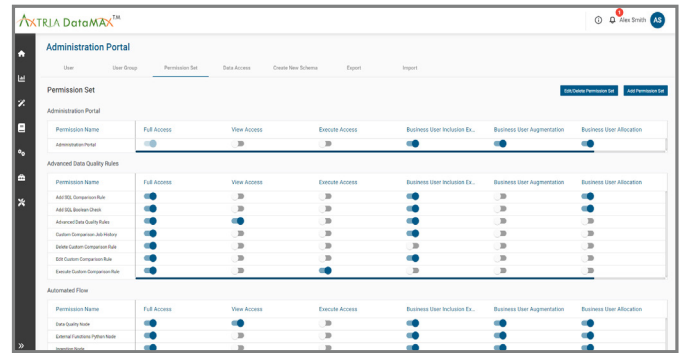 AXTRIA DataMAX™
1
Alex Smith
AS
Administration Portal
User User Group Permission Set Data Access Create New Schema Export Import
Permission Set
Edit/Delete Permission Set Add Permission Set
Administration Portal
Permission Name Full Access View Access Execute Access Business User Inclusion Ex... Business User Augmentation Business User Allocation
Administration Portal
Advanced Data Quality Rules
Permission Name Full Access View Access Execute Access Business User Inclusion Ex... Business User Augmentation Business User Allocation
Add SQL Comparison Rule
Add SQL Boolean Check
Advanced Data Quality Rules
Custom Comparison Job History
Delete Custom Comparison Rule
Edit Custom Comparison Rule
Execute Custom Comparison Rule
Automated Flow
Permission Name Full Access View Access Execute Access Business User Inclusion Ex... Business User Augmentation Business User Allocation
Data Quality Node
External Functions Python Node
Ingestion Node